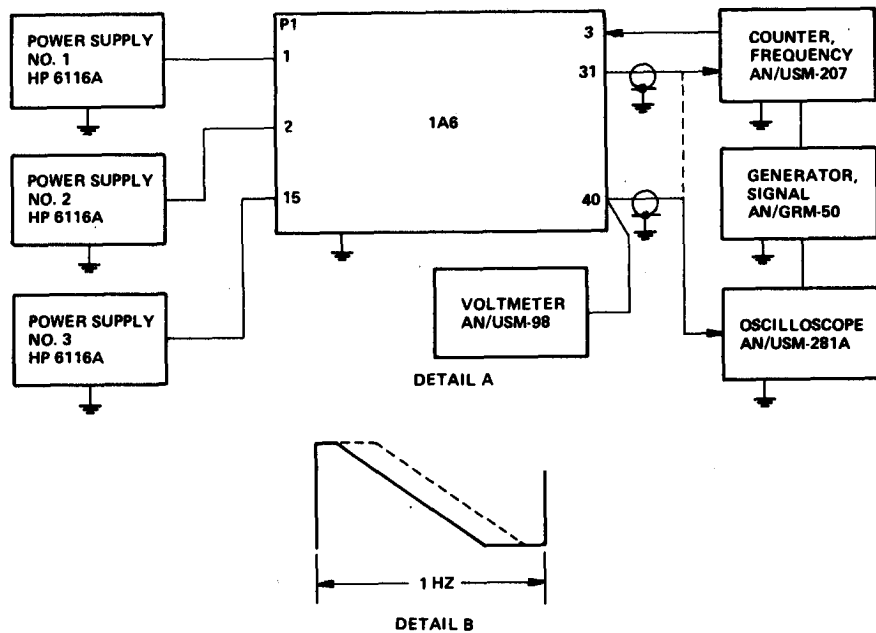 POWER SUPPLY
NO. 1
HP 6116A
POWER SUPPLY
NO. 2
HP 6116A
POWER SUPPLY
NO. 3
HP 6116A
P1
1
2
15
1A6
3
31
40
COUNTER,
FREQUENCY
AN/USM-207
GENERATOR,
SIGNAL
AN/GRM-50
OSCILLOSCOPE
AN/USM-281A
VOLTMETER
AN/USM-98
DETAIL A
1 HZ
DETAIL B